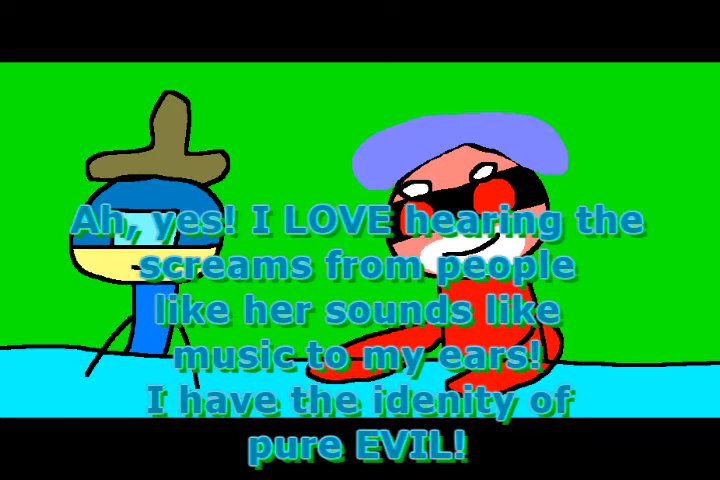 Ah, yes! I LOVE hearing the
screams from people
like her sounds like
music to my ears!
I have the idenity of
pure EVIL!